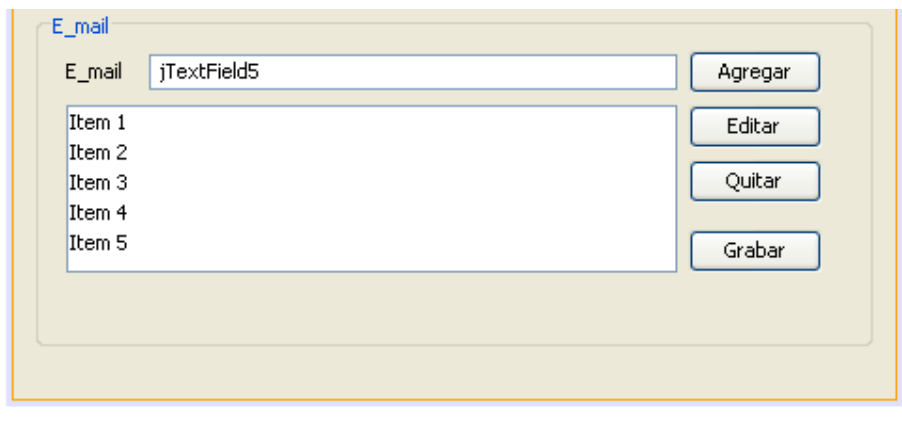 E_mail
E_mail jTextField5 Agregar
Item 1 Editar
Item 2
Item 3 Quitar
Item 4
Item 5 Grabar